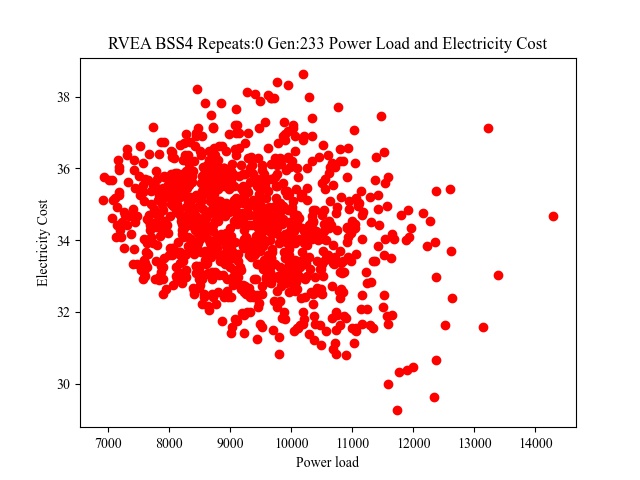 RVEA BSS4 Repeats:0 Gen:233 Power Load and Electricity Cost
38
36
34
32
30
Electricity Cost
7000 8000 9000 10000 11000 12000 13000 14000
Power load